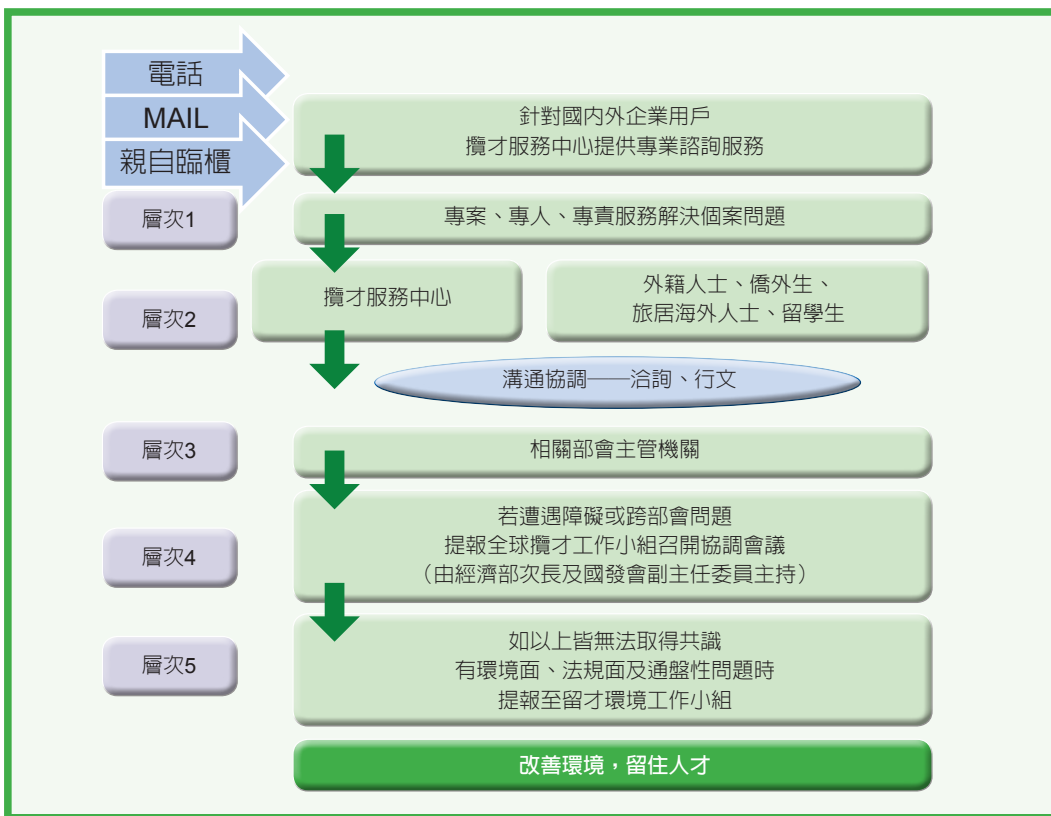 電話
MAIL
親自臨櫃
針對國內外企業用戶
攬才服務中心提供專業諮詢服務
層次1
專案、專人、專責服務解決個案問題
層次2
攬才服務中心
外籍人士、僑外生、
旅居海外人士、留學生
溝通協調──洽詢、行文
層次3
相關部會主管機關
層次4
若遭遇障礙或跨部會問題
提報全球攬才工作小組召開協調會議
（由經濟部次長及國發會副主任委員主持）
層次5
如以上皆無法取得共識
有環境面、法規面及通盤性問題時
提報至留才環境工作小組
改善環境，留住人才